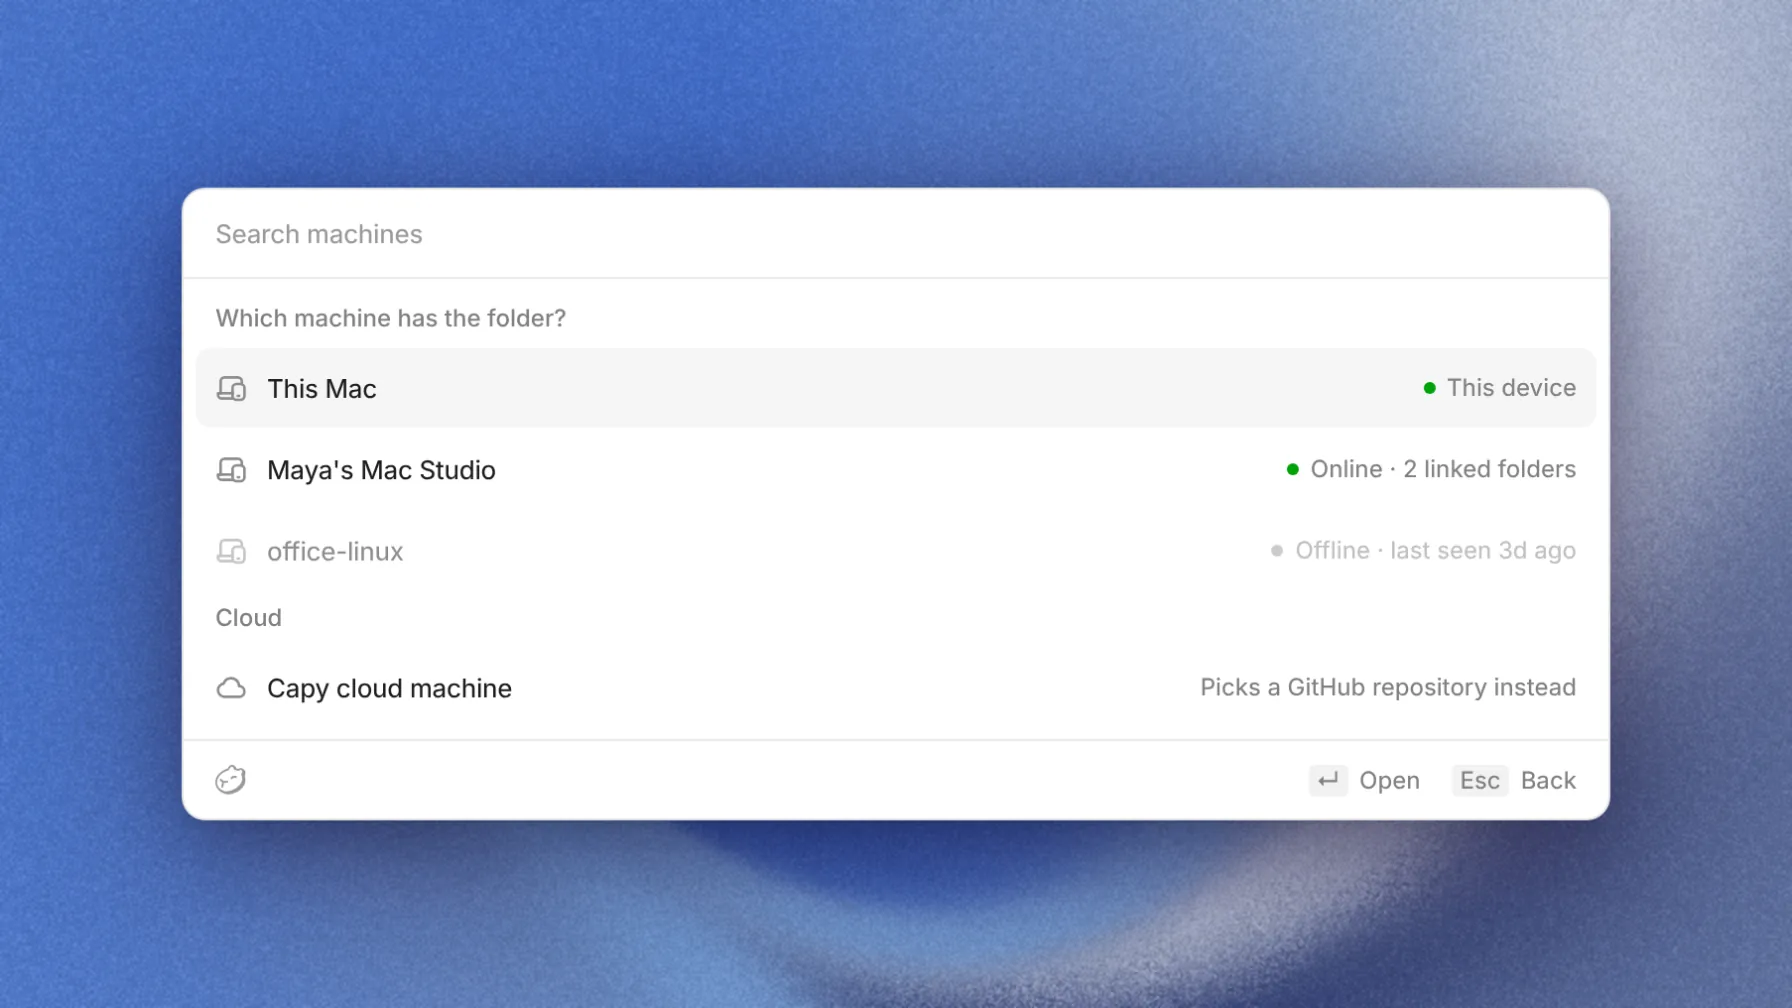 Search machines
Which machine has the folder?
This Mac
This device
Maya's Mac Studio
Online · 2 linked folders
office-linux
Offline · last seen 3d ago
Cloud
Capy cloud machine
Picks a GitHub repository instead
↵ Open Esc Back